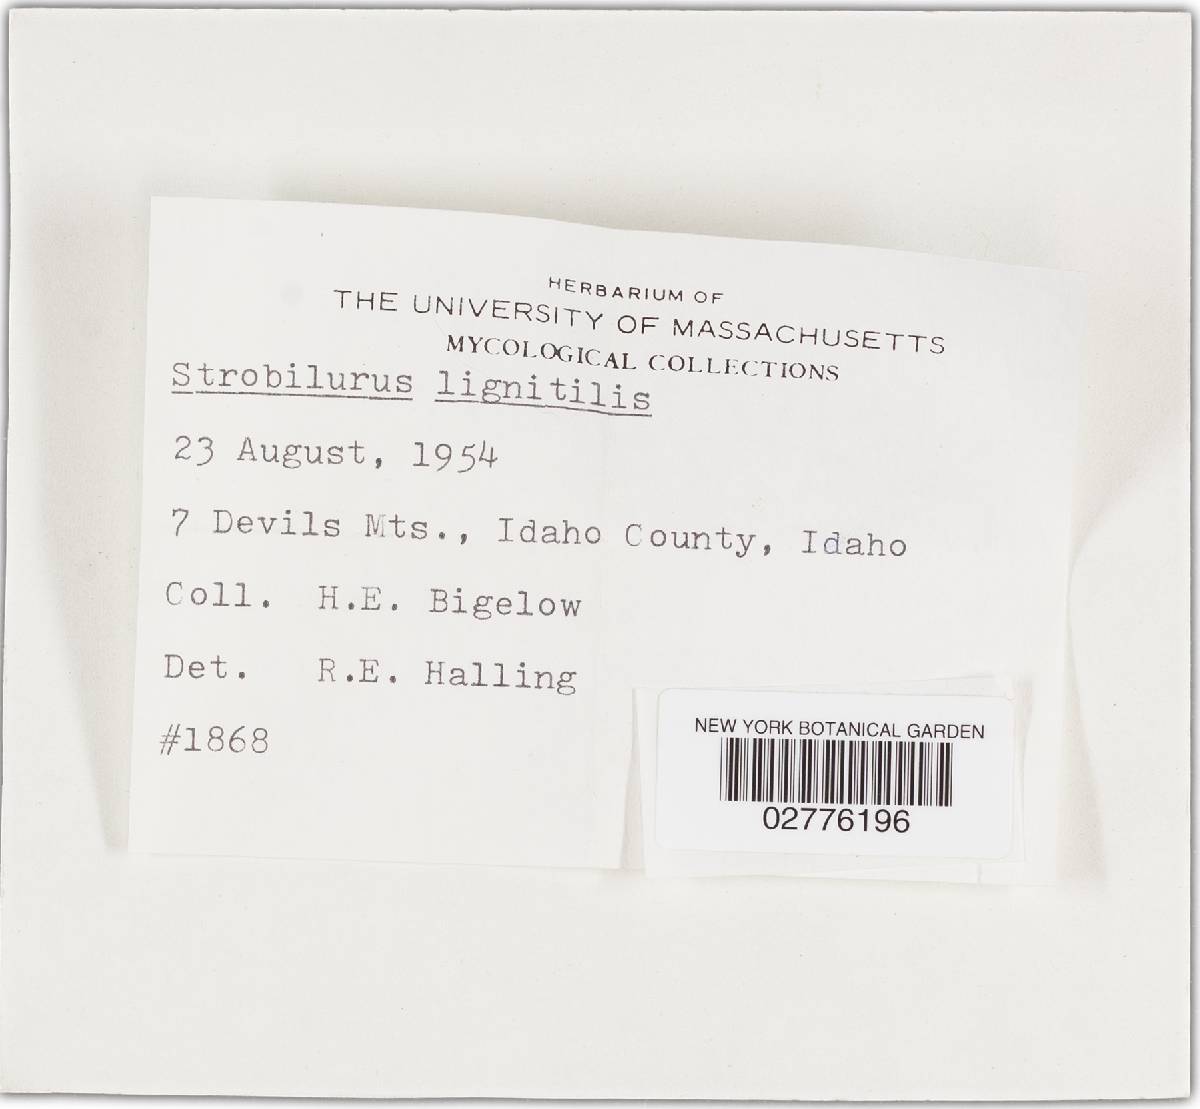 HERBARIUM OF
THE UNIVERSITY OF MASSACHUSETTS
MYCOLOGICAL COLLECTIONS
Strobilurus lignitilis
23 August, 1954
7 Devils Mts., Idaho County, Idaho
Coll. H.E. Bigelow
Det. R.E. Halling
#1868
NEW YORK BOTANICAL GARDEN
02776196